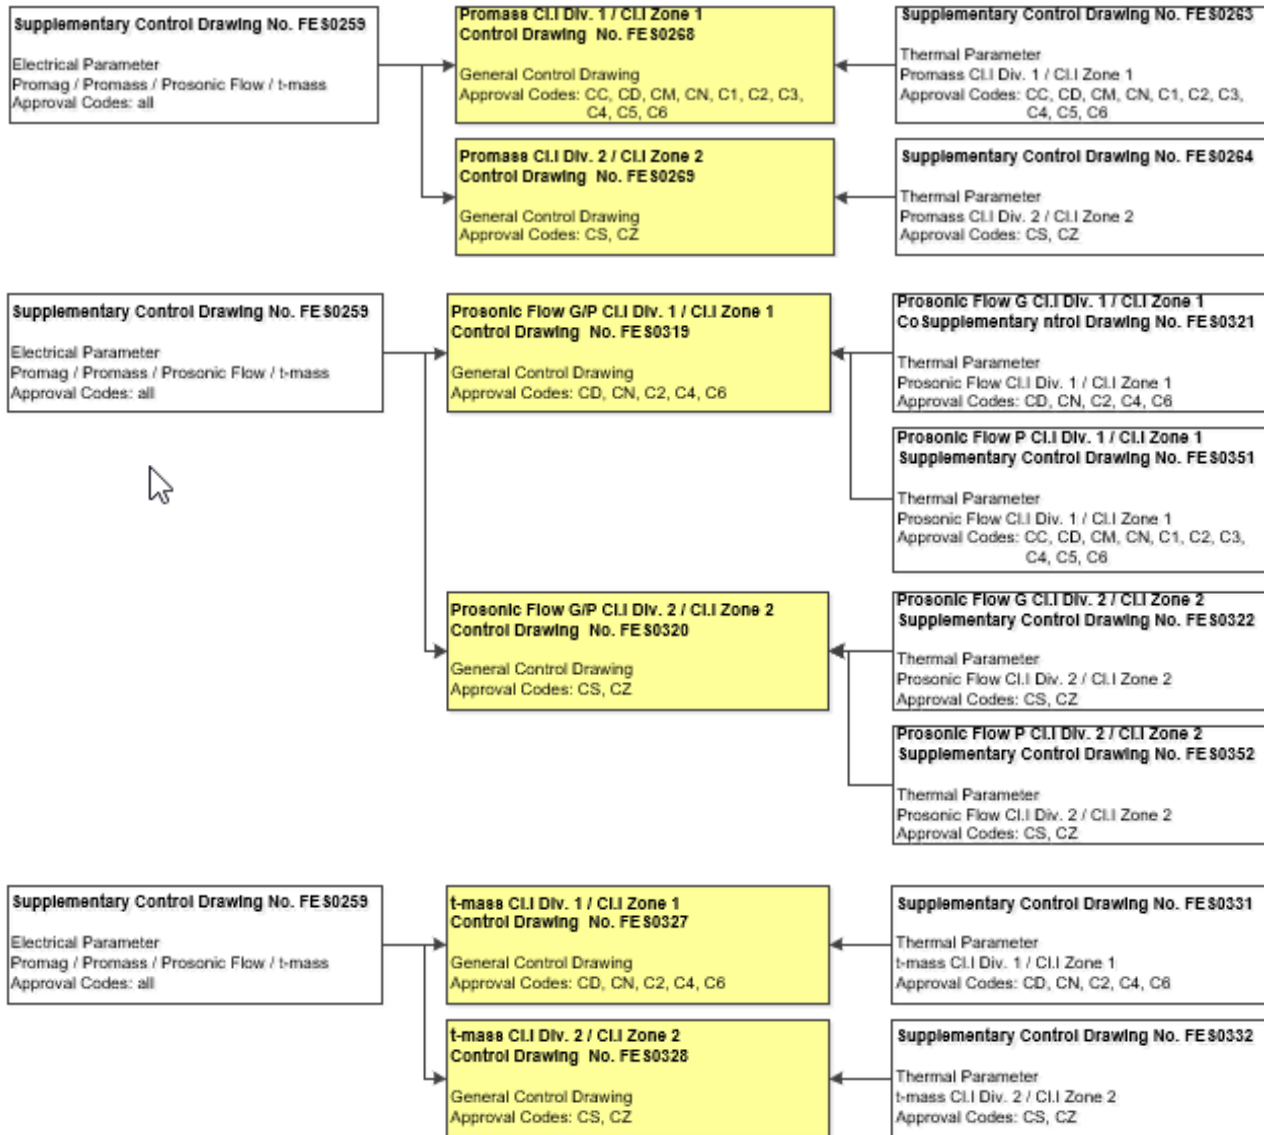 Supplementary Control Drawing No. FES0259
Electrical Parameter
Promag / Promass / Prosonic Flow / t-mass
Approval Codes: all
Promass Cl.I Div. 1 / Cl.I Zone 1
Control Drawing No. FES0268
General Control Drawing
Approval Codes: CC, CD, CM, CN, C1, C2, C3,
C4, C5, C6
Supplementary Control Drawing No. FES0263
Thermal Parameter
Promass Cl.I Div. 1 / Cl.I Zone 1
Approval Codes: CC, CD, CM, CN, C1, C2, C3,
C4, C5, C6
Promass Cl.I Div. 2 / Cl.I Zone 2
Control Drawing No. FES0269
General Control Drawing
Approval Codes: CS, CZ
Supplementary Control Drawing No. FES0264
Thermal Parameter
Promass Cl.I Div. 2 / Cl.I Zone 2
Approval Codes: CS, CZ
Supplementary Control Drawing No. FES0259
Electrical Parameter
Promag / Promass / Prosonic Flow / t-mass
Approval Codes: all
Prosonic Flow G/P Cl.I Div. 1 / Cl.I Zone 1
Control Drawing No. FES0319
General Control Drawing
Approval Codes: CD, CN, C2, C4, C6
Prosonic Flow G Cl.I Div. 1 / Cl.I Zone 1
CoSupplementary ntrol Drawing No. FES0321
Thermal Parameter
Prosonic Flow Cl.I Div. 1 / Cl.I Zone 1
Approval Codes: CD, CN, C2, C4, C6
Prosonic Flow P Cl.I Div. 1 / Cl.I Zone 1
Supplementary Control Drawing No. FES0351
Thermal Parameter
Prosonic Flow Cl.I Div. 1 / Cl.I Zone 1
Approval Codes: CC, CD, CM, CN, C1, C2, C3,
C4, C5, C6
Prosonic Flow G/P Cl.I Div. 2 / Cl.I Zone 2
Control Drawing No. FES0320
General Control Drawing
Approval Codes: CS, CZ
Prosonic Flow G Cl.I Div. 2 / Cl.I Zone 2
Supplementary Control Drawing No. FES0322
Thermal Parameter
Prosonic Flow Cl.I Div. 2 / Cl.I Zone 2
Approval Codes: CS, CZ
Prosonic Flow P Cl.I Div. 2 / Cl.I Zone 2
Supplementary Control Drawing No. FES0352
Thermal Parameter
Prosonic Flow Cl.I Div. 2 / Cl.I Zone 2
Approval Codes: CS, CZ
Supplementary Control Drawing No. FES0259
Electrical Parameter
Promag / Promass / Prosonic Flow / t-mass
Approval Codes: all
t-mass Cl.I Div. 1 / Cl.I Zone 1
Control Drawing No. FES0327
General Control Drawing
Approval Codes: CD, CN, C2, C4, C6
Supplementary Control Drawing No. FES0331
Thermal Parameter
t-mass Cl.I Div. 1 / Cl.I Zone 1
Approval Codes: CD, CN, C2, C4, C6
t-mass Cl.I Div. 2 / Cl.I Zone 2
Control Drawing No. FES0328
General Control Drawing
Approval Codes: CS, CZ
Supplementary Control Drawing No. FES0332
Thermal Parameter
t-mass Cl.I Div. 2 / Cl.I Zone 2
Approval Codes: CS, CZ